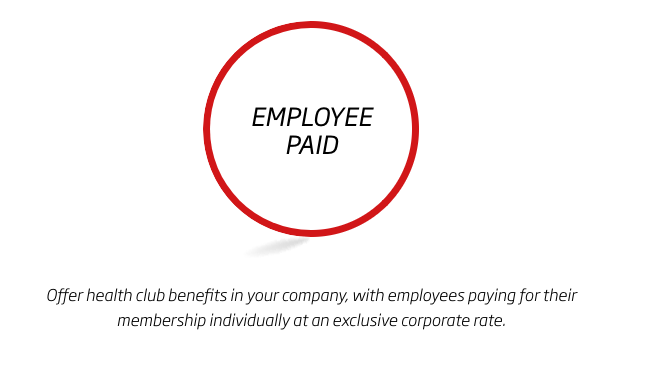 EMPLOYEE
PAID
Offer health club benefits in your company, with employees paying for their
membership individually at an exclusive corporate rate.